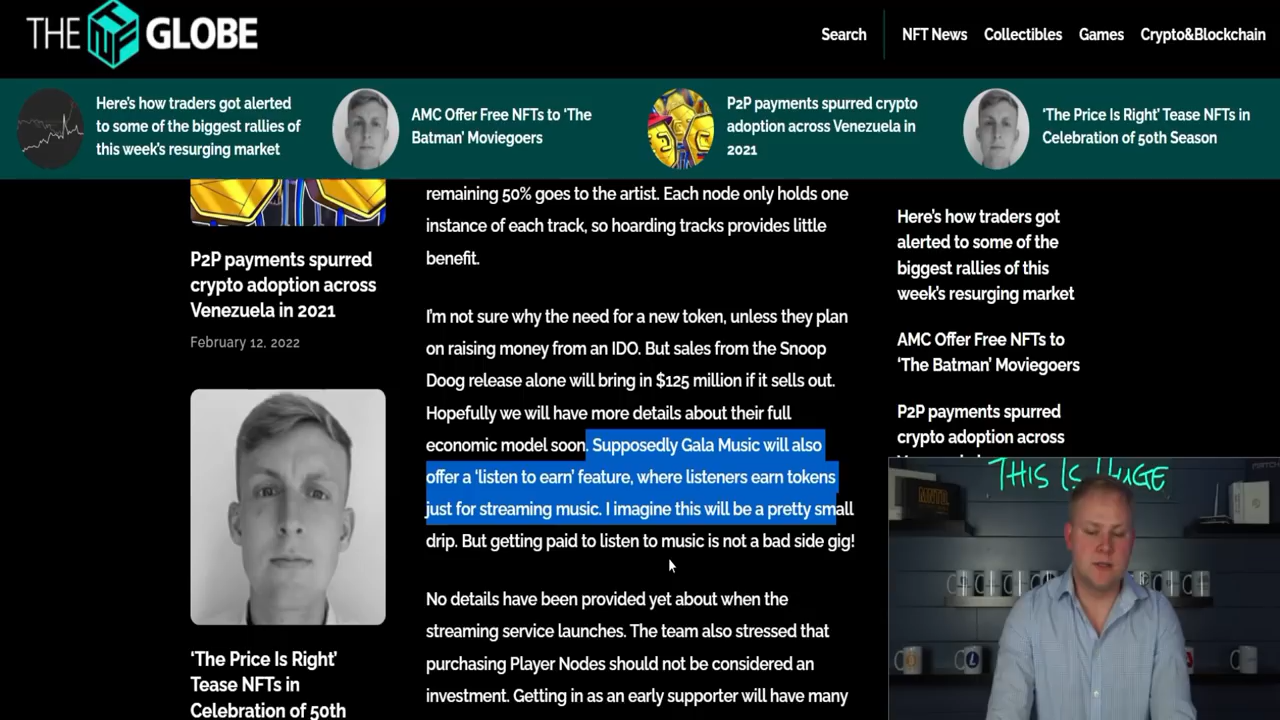 THE NFT GLOBE
Search
NFT News
Collectibles
Games
Crypto&Blockchain
Here's how traders got alerted
to some of the biggest rallies of
this week's resurging market
AMC Offer Free NFTs to ‘The
Batman’ Moviegoers
P2P payments spurred crypto
adoption across Venezuela in
2021
‘The Price Is Right’ Tease NFTs in
Celebration of 50th Season
P2P payments spurred
crypto adoption across
Venezuela in 2021
February 12, 2022
‘The Price Is Right’
Tease NFTs in
Celebration of 50th
remaining 50% goes to the artist. Each node only holds one
instance of each track, so hoarding tracks provides little
benefit.
I'm not sure why the need for a new token, unless they plan
on raising money from an IDO. But sales from the Snoop
Doog release alone will bring in $125 million if it sells out.
Hopefully we will have more details about their full
economic model soon. Supposedly Gala Music will also
offer a ‘listen to earn’ feature, where listeners earn tokens
just for streaming music. I imagine this will be a pretty small
drip. But getting paid to listen to music is not a bad side gig!
No details have been provided yet about when the
streaming service launches. The team also stressed that
purchasing Player Nodes should not be considered an
investment. Getting in as an early supporter will have many
Here's how traders got
alerted to some of the
biggest rallies of this
week's resurging market
AMC Offer Free NFTs to
‘The Batman’ Moviegoers
P2P payments spurred
crypto adoption across
THIS IS HUGE